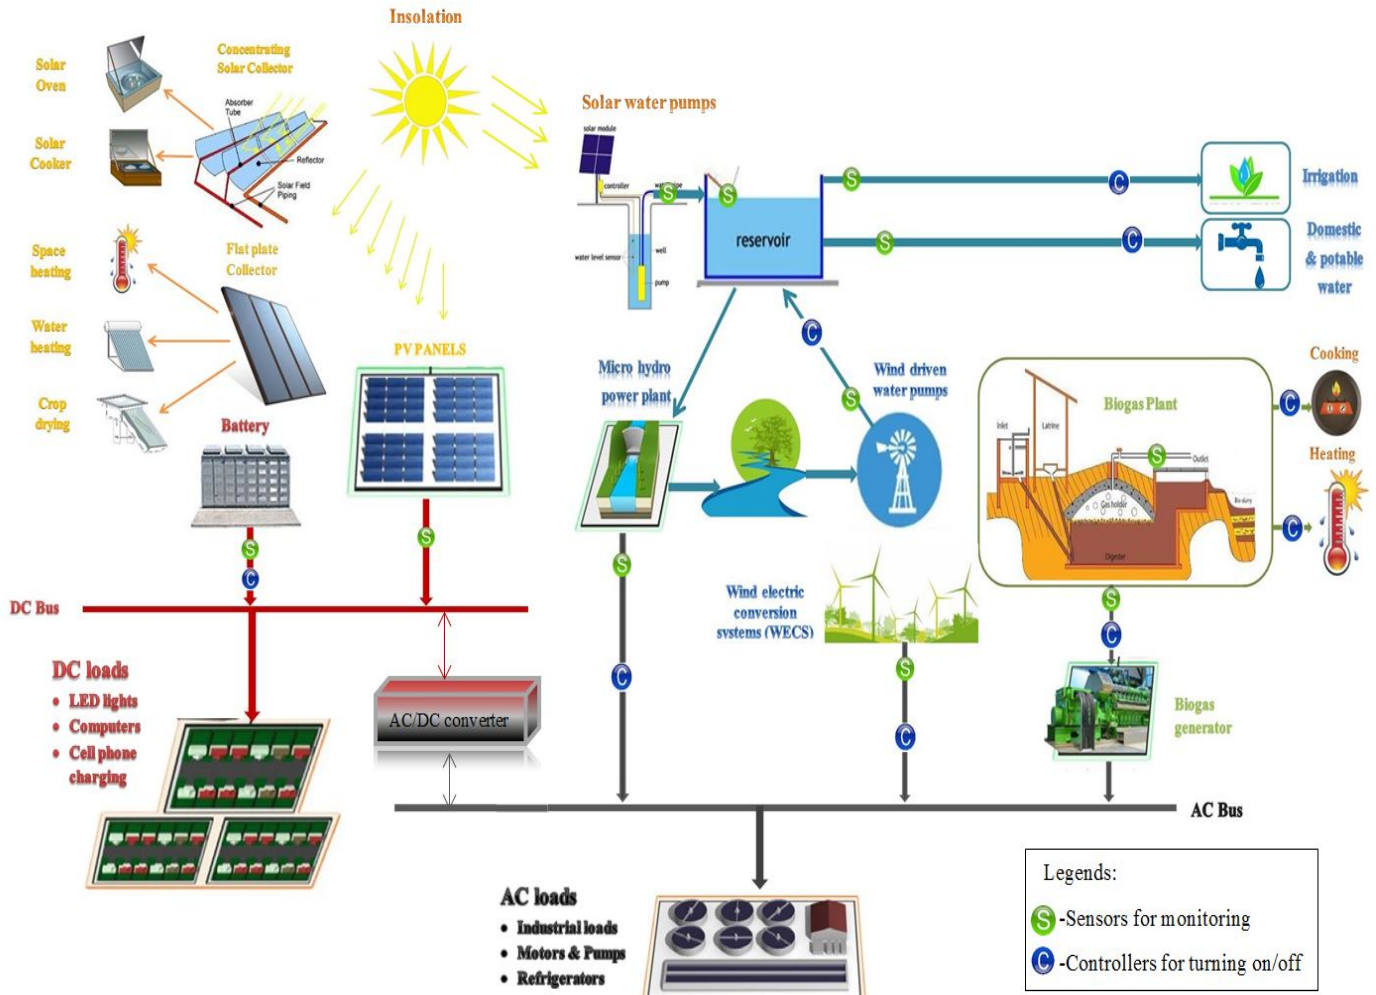 Insolation
Solar
Oven
Concentrating
Solar Collector
Absorber
Tube
Reflector
Solar Field
Piping
Solar
Cooker
Space
heating
Flat plate
Collector
Water
heating
Crop
drying
Battery
PV PANELS
Solar water pumps
solar module
controller
water level sensor
well
pump
S
S
reservoir
S
S
C
C
Irrigation
Domestic
& potable
water
Micro hydro
power plant
C
S
Wind driven
water pumps
Biogas Plant
Inlet
Latrine
S
Outlet
Gas holder
Bio slurry
Digester
Cooking
C
Heating
C
S
C
S
DC Bus
DC loads
• LED lights
• Computers
• Cell phone
charging
AC/DC converter
S
C
Wind electric
conversion
systems (WECS)
S
C
S
C
Biogas
generator
AC Bus
AC loads
• Industrial loads
• Motors & Pumps
• Refrigerators
Legends:
S -Sensors for monitoring
C -Controllers for turning on/off